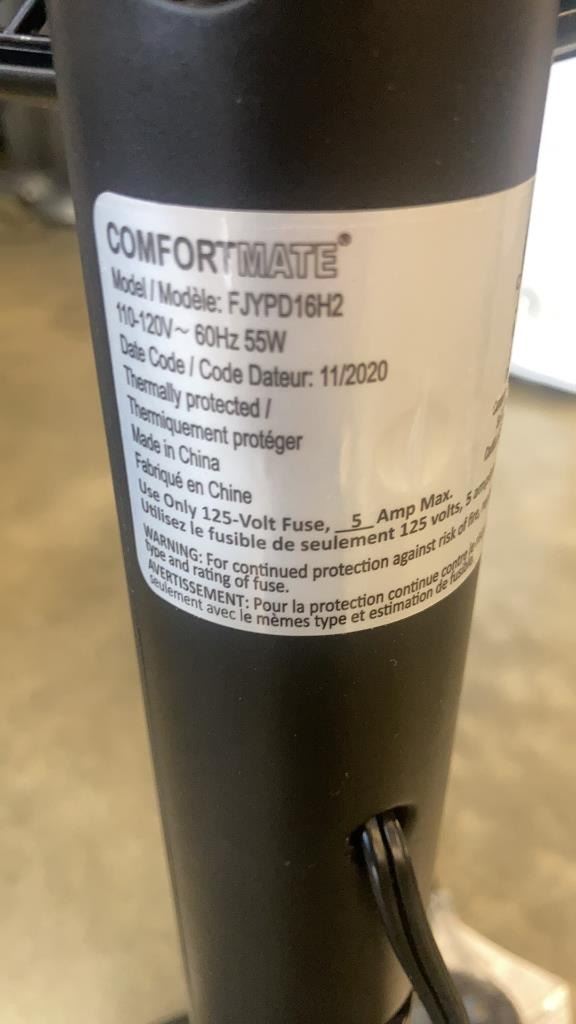 COMFORTMATE®
Model / Modèle: FJYPD16H2
110-120V~ 60Hz 55W
Date Code / Code Dateur: 11/2020
Thermally protected /
Thermiquement protéger
Made in China
Fabriqué en Chine
Use Only 125-Volt Fuse, 5 Amp Max.
Utilisez le fusible de seulement 125 volts, 5
WARNING: For continued protection against risk of fire,
type and rating of fuse.
AVERTISSEMENT: Pour la protection continue contre le
seulement avec le mèmes type et estimation de fusible.